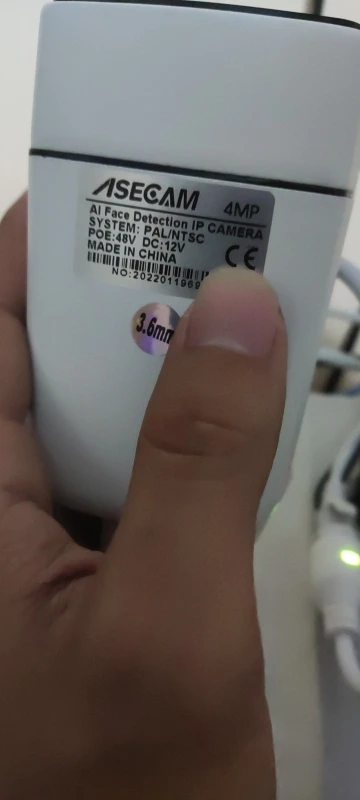 ASECAM 4MP
AI Face Detection IP CAMERA
SYSTEM: PAL/NTSC
POE:48V DC:12V
MADE IN CHINA
CE
3.6mm